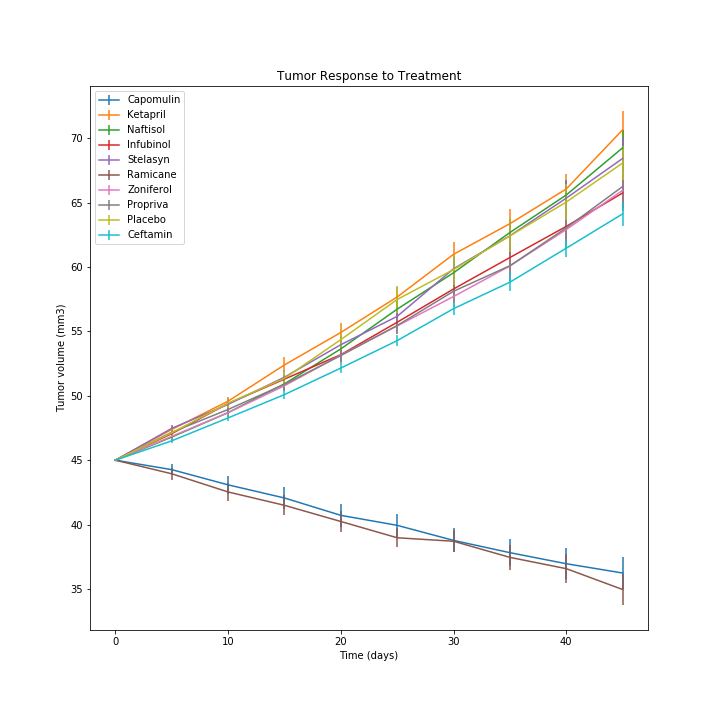 Tumor Response to Treatment
Capomulin
Ketapril
Naftisol
Infubinol
Stelasyn
Ramicane
Zoniferol
Propriva
Placebo
Ceftamin
Tumor volume (mm3)
70
65
60
55
50
45
40
35
0 10 20 30 40
Time (days)